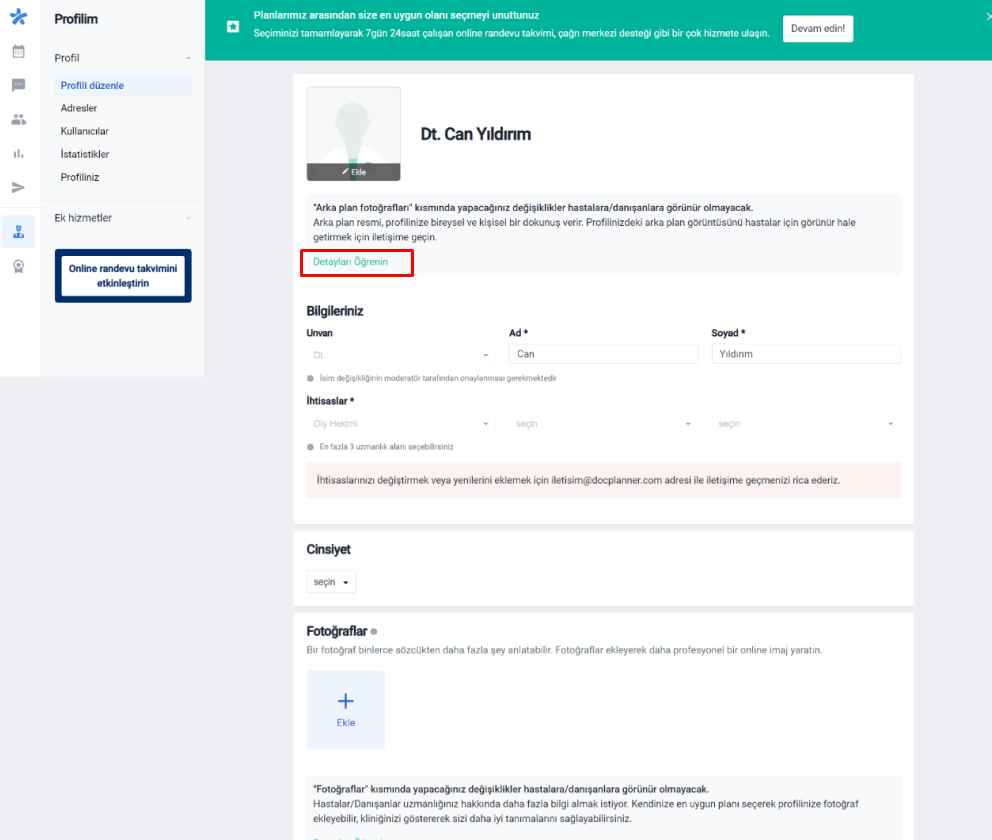 Profilim
Profil
Profili düzenle
Adresler
Kullanıcılar
İstatistikler
Profiliniz
Ek hizmetler
Online randevu takvimini
etkinleştirin
Planlarımız arasından size en uygun olanı seçmeyi unuttunuz
Seçiminizi tamamlayarak 7gün 24saat çalışan online randevu takvimi, çağrı merkezi desteği gibi bir çok hizmete ulaşın.
Devam edin!
Ekle
Dt. Can Yıldırım
"Arka plan fotoğrafları" kısmında yapacağınız değişiklikler hastalara/danışanlara görünür olmayacak.
Arka plan resmi, profilinize bireysel ve kişisel bir dokunuş verir. Profilinizdeki arka plan görüntüsünü hastalar için görünür hale
getirmek için iletişime geçin.
Detayları Öğrenin
Bilgileriniz
Unvan Ad * Soyad *
Dt. Can Yıldırım
İsim değişikliğinin moderatör tarafından onaylanması gerekmektedir
İhtisaslar *
Diş Hekimi seçin seçin
En fazla 3 uzmanlık alanı seçebilirsiniz
İhtisaslarınızı değiştirmek veya yenilerini eklemek için iletisim@docplanner.com adresi ile iletişime geçmenizi rica ederiz.
Cinsiyet
seçin
Fotoğraflar
Bir fotoğraf binlerce sözcükten daha fazla şey anlatabilir. Fotoğraflar ekleyerek daha profesyonel bir online imaj yaratın.
Ekle
"Fotoğraflar" kısmında yapacağınız değişiklikler hastalara/danışanlara görünür olmayacak.
Hastalar/Danışanlar uzmanlığınız hakkında daha fazla bilgi almak istiyor. Kendinize en uygun planı seçerek profilinize fotoğraf
ekleyebilir, kliniğinizi göstererek sizi daha iyi tanımalarını sağlayabilirsiniz.